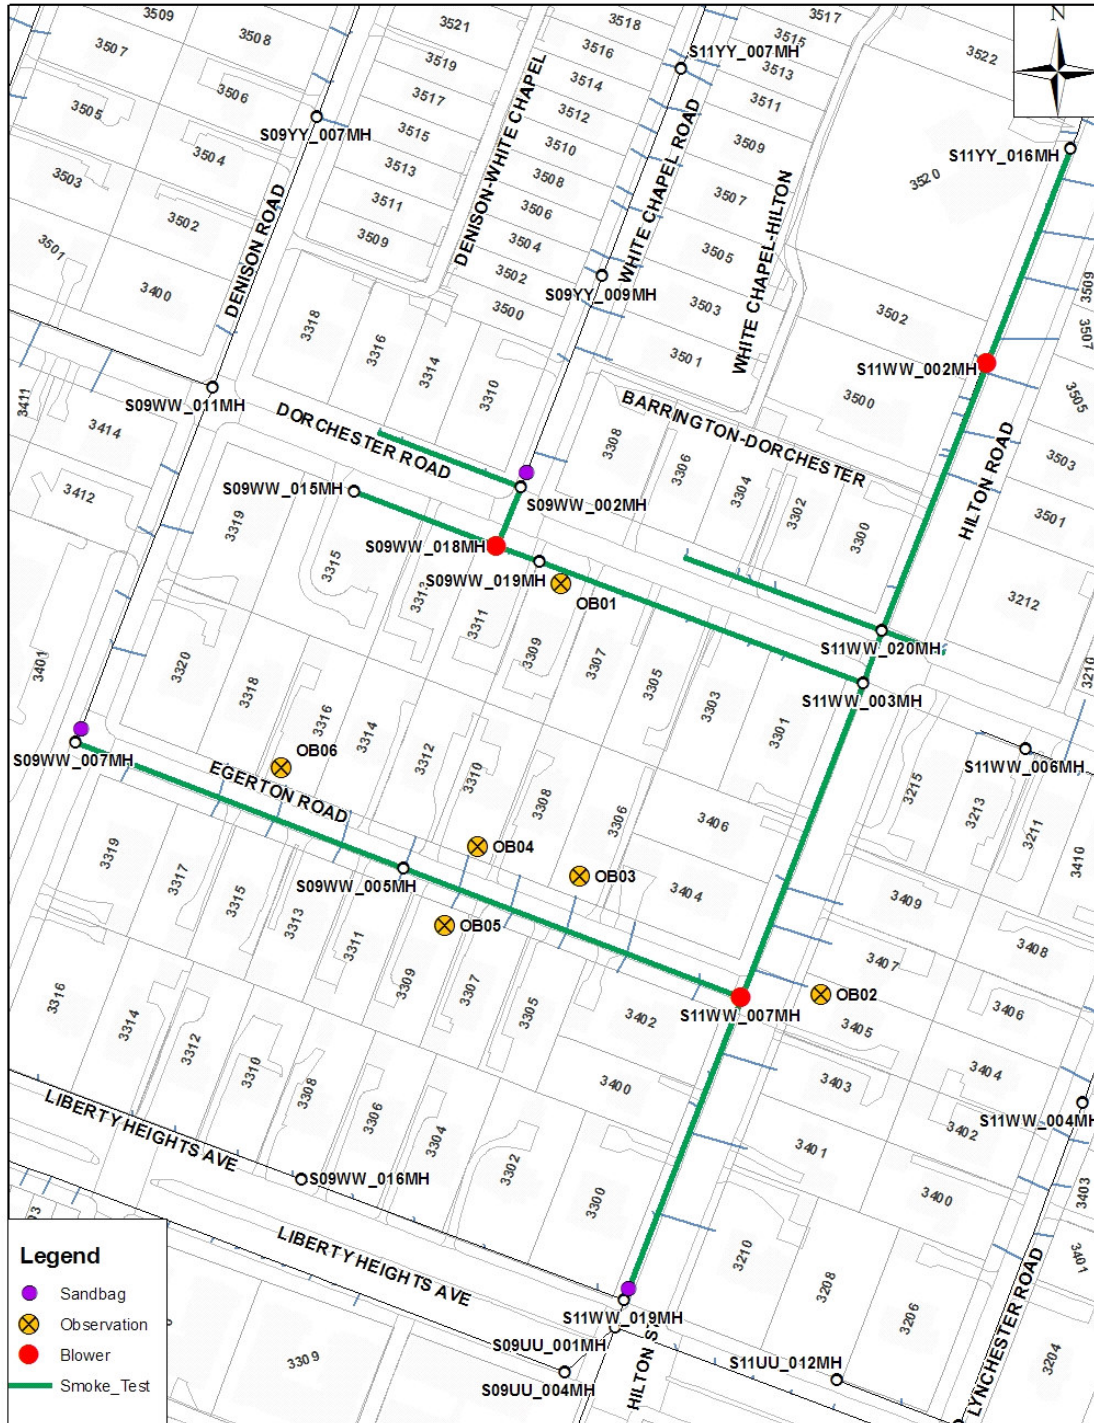 3509
3508
3507
3506
3505
3504
3503
3502
3501
3400
3521
3519
3517
3515
3513
3511
3509
3518
3516
3514
3512
3510
3508
3506
3504
3502
3500
3517
3515
3513
3511
3509
3507
3505
3503
3501
3522
3520
3502
3500
N
S11YY_007MH
S09YY_007MH
S11YY_016MH
S09YY_009MH
DENISON ROAD
DENISON-WHITE CHAPEL
WHITE CHAPEL ROAD
WHITE CHAPEL-HILTON
3509
3507
3505
3503
3501
S11WW_002MH
HILTON ROAD
3318
3316
3314
3310
S09WW_011MH
3411
3414
3412
DORCHESTER ROAD
BARRINGTON-DORCHESTER
3308
3306
3304
3302
3300
S09WW_015MH
S09WW_002MH
S09WW_018MH
S09WW_019MH
OB01
3319
3315
3313
3311
3309
3307
3305
3303
3301
3212
3210
S11WW_020MH
S11WW_003MH
3401
3320
3318
3316
3314
3312
3310
3308
3306
3406
3404
S09WW_007MH
OB06
EGERTON ROAD
S11WW_006MH
3215
3213
3211
3410
OB04
OB03
S09WW_005MH
OB05
3319
3317
3315
3313
3311
3309
3307
3305
3402
3400
3409
3408
3407
3406
3405
3404
3403
3402
3401
3400
OB02
S11WW_007MH
S11WW_004MH
3316
3314
3312
3310
3308
3306
3304
3302
3300
LIBERTY HEIGHTS AVE
S09WW_016MH
LIBERTY HEIGHTS AVE
3210
3208
3206
3403
3401
3204
LYNCHESTER ROAD
S11WW_019MH
S09UU_001MH
S11UU_012MH
S09UU_004MH
3309
Legend
Sandbag
Observation
Blower
Smoke_Test